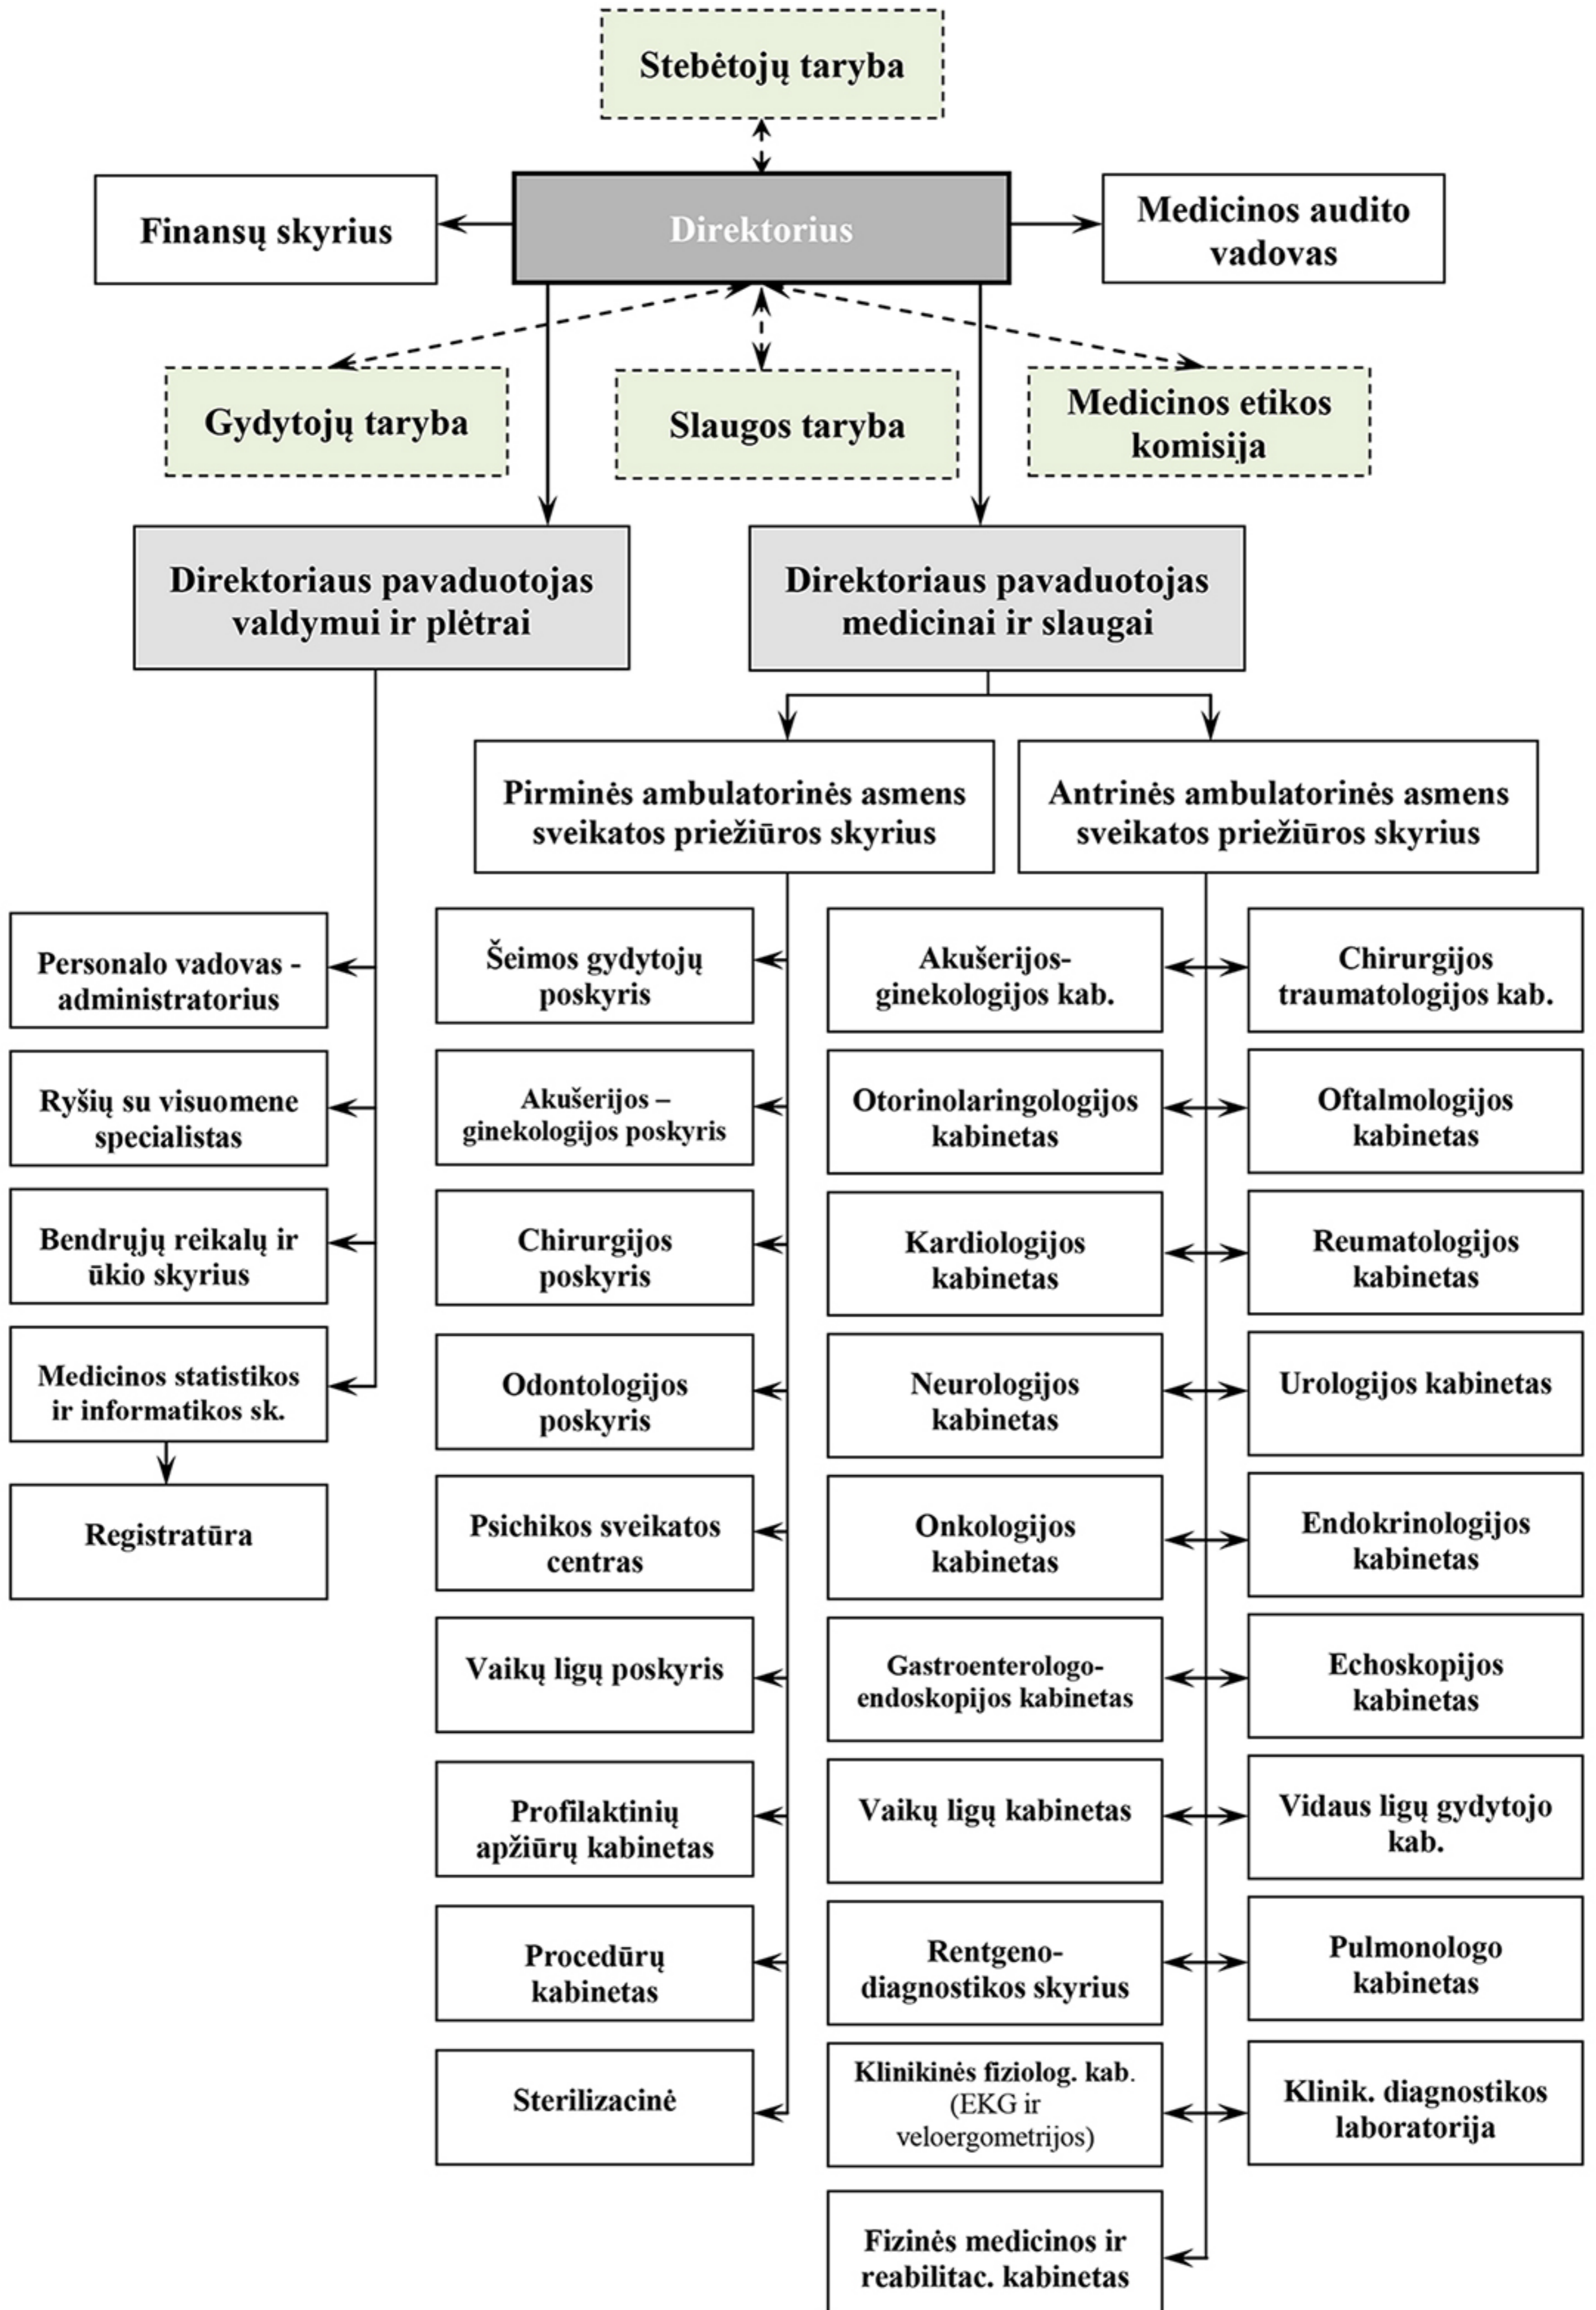 Stebėtojų taryba
Finansų skyrius
Direktorius
Medicinos audito
vadovas
Gydytojų taryba
Slaugos taryba
Medicinos etikos
komisija
Direktoriaus pavaduotojas
valdymui ir plėtrai
Direktoriaus pavaduotojas
medicinai ir slaugai
Pirminės ambulatorinės asmens
sveikatos priežiūros skyrius
Antrinės ambulatorinės asmens
sveikatos priežiūros skyrius
Personalo vadovas -
administratorius
Ryšių su visuomene
specialistas
Bendrųjų reikalų ir
ūkio skyrius
Medicinos statistikos
ir informatikos sk.
Registratūra
Šeimos gydytojų
poskyris
Akušerijos –
ginekologijos poskyris
Chirurgijos
poskyris
Odontologijos
poskyris
Psichikos sveikatos
centras
Vaikų ligų poskyris
Profilaktinių
apžiūrų kabinetas
Procedūrų
kabinetas
Sterilizacinė
Akušerijos-
ginekologijos kab.
Chirurgijos
traumatologijos kab.
Otorinolaringologijos
kabinetas
Oftalmologijos
kabinetas
Kardiologijos
kabinetas
Reumatologijos
kabinetas
Neurologijos
kabinetas
Urologijos kabinetas
Onkologijos
kabinetas
Endokrinologijos
kabinetas
Gastroenterologo-
endoskopijos kabinetas
Echoskopijos
kabinetas
Vaikų ligų kabinetas
Vidaus ligų gydytojo
kab.
Rentgeno-
diagnostikos skyrius
Pulmonologo
kabinetas
Klinikinės fiziolog. kab.
(EKG ir
veloergometrijos)
Klinik. diagnostikos
laboratorija
Fizinės medicinos ir
reabilitac. kabinetas